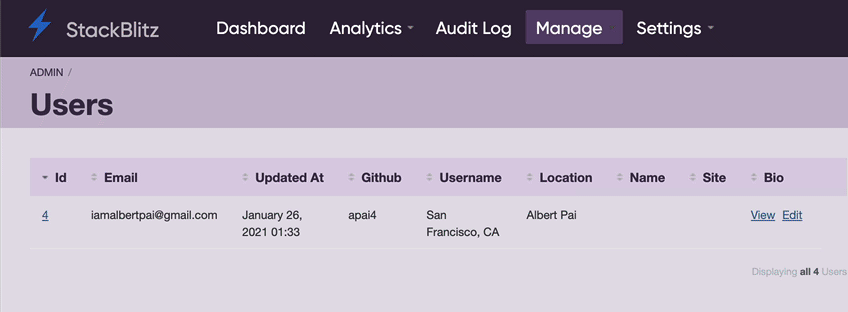 StackBlitz Dashboard Analytics Audit Log Manage Settings
ADMIN /
Users
Id Email Updated At Github Username Location Name Site Bio
4 iamalbertpai@gmail.com January 26, apai4 San Albert Pai View Edit
2021 01:33 Francisco, CA
Displaying all 4 Users